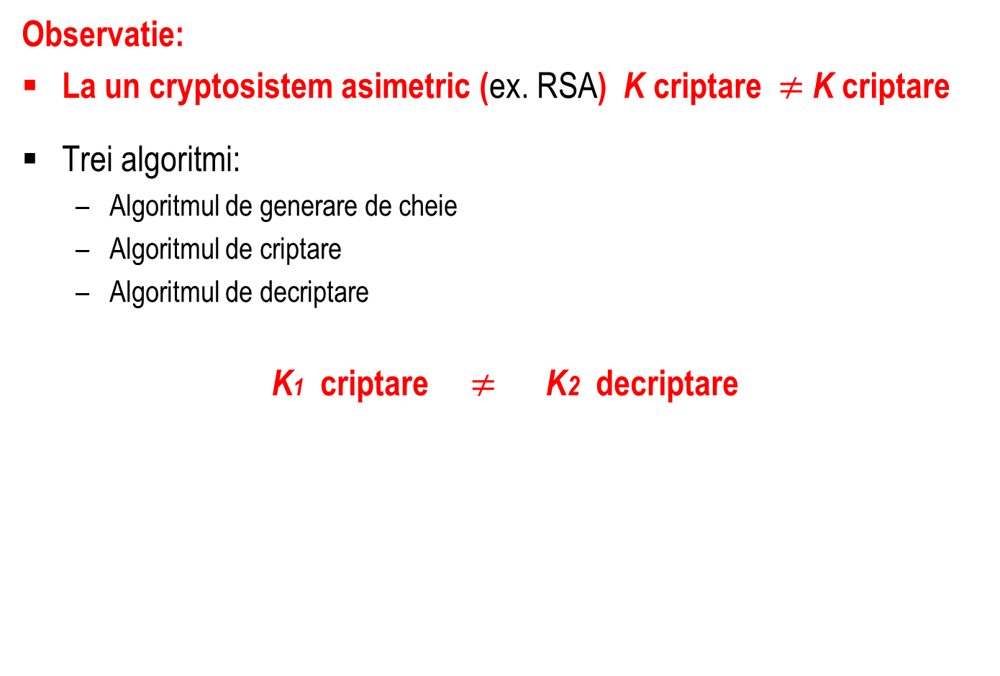 Observatie:
▪ La un cryptosistem asimetric (ex. RSA) K criptare ≠ K criptare
▪ Trei algoritmi:
– Algoritmul de generare de cheie
– Algoritmul de criptare
– Algoritmul de decriptare
K1 criptare ≠ K2 decriptare